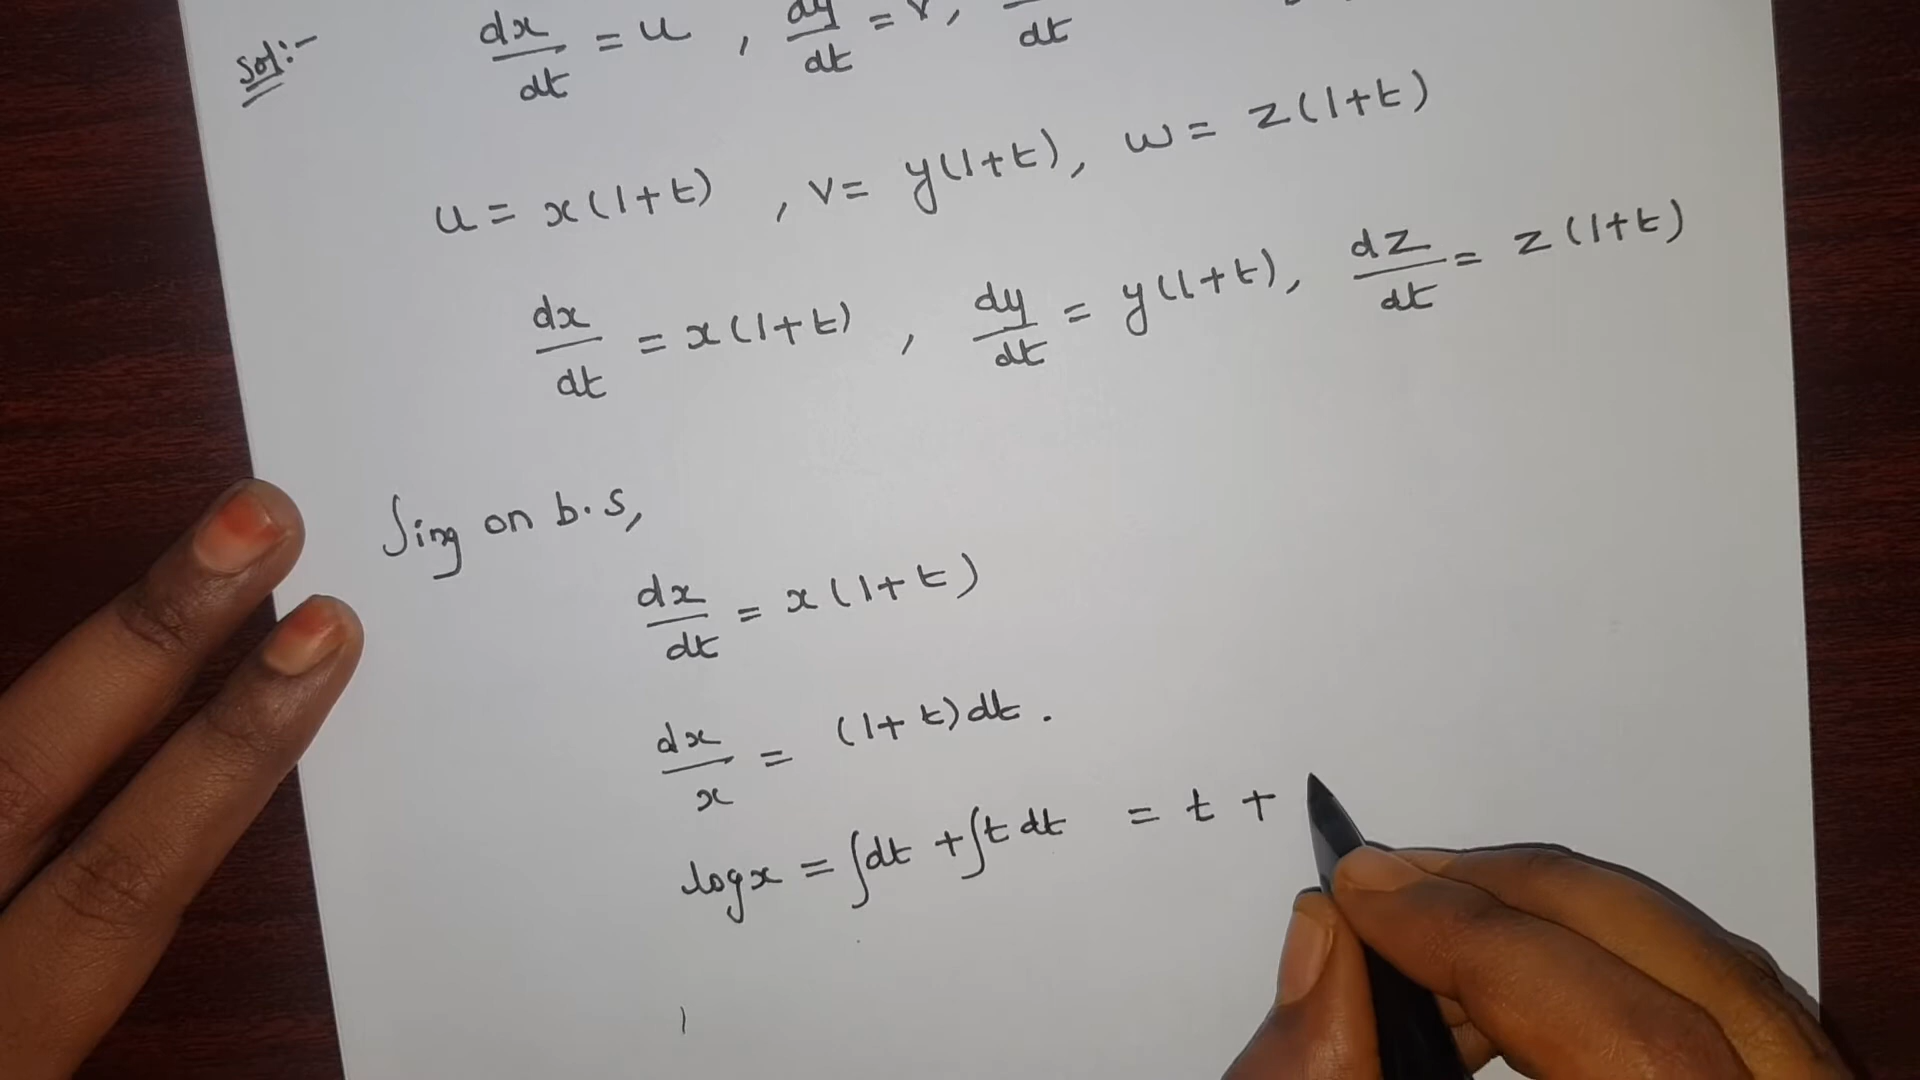 Sol:- dx/dt = u , dy/dt = v, /dt
u = x(1+t) , v = y(1+t), w = z(1+t)
dx/dt = x(1+t) , dy/dt = y(1+t), dz/dt = z(1+t)
∫ing on b.s,
dx/dt = x(1+t)
dx/x = (1+t)dt.
logx = ∫dt + ∫t dt = t +